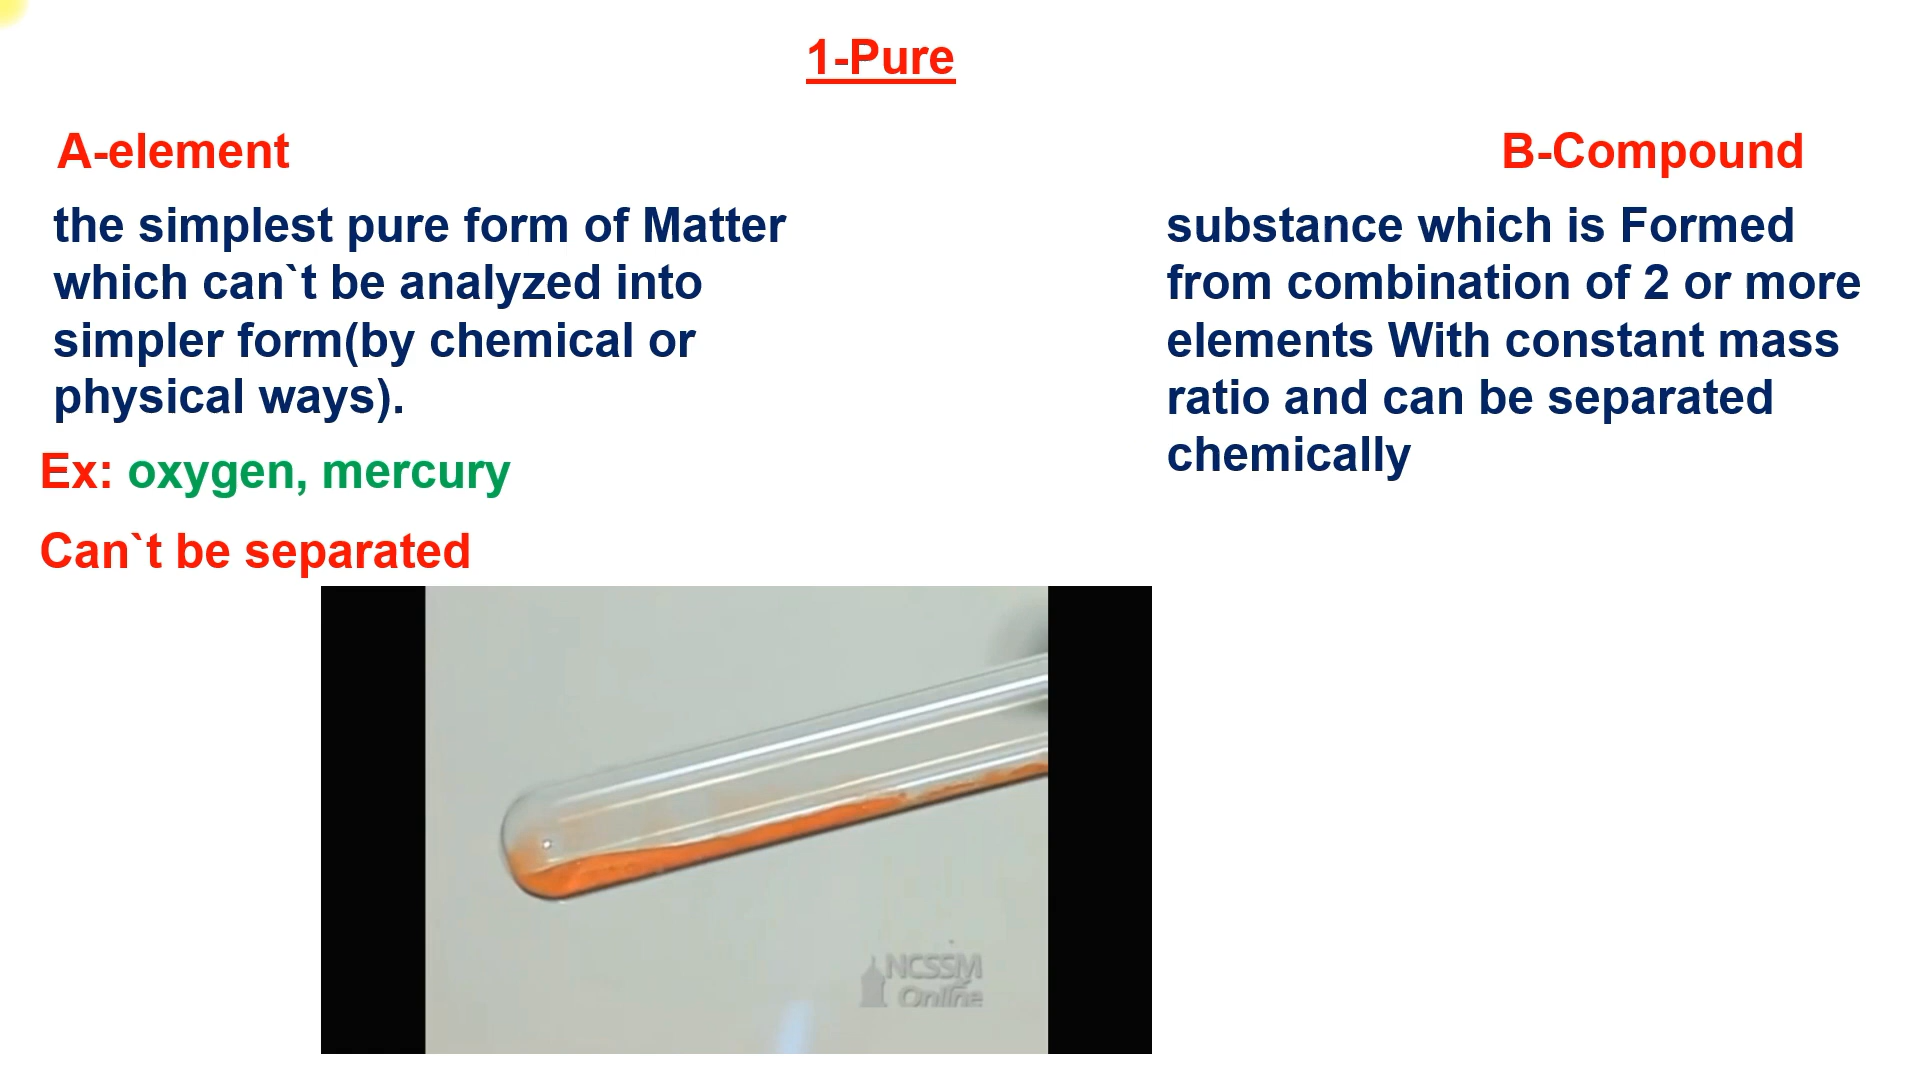 1-Pure
A-element
the simplest pure form of Matter
which can`t be analyzed into
simpler form(by chemical or
physical ways).
Ex: oxygen, mercury
Can`t be separated
B-Compound
substance which is Formed
from combination of 2 or more
elements With constant mass
ratio and can be separated
chemically
NCSSM
Online